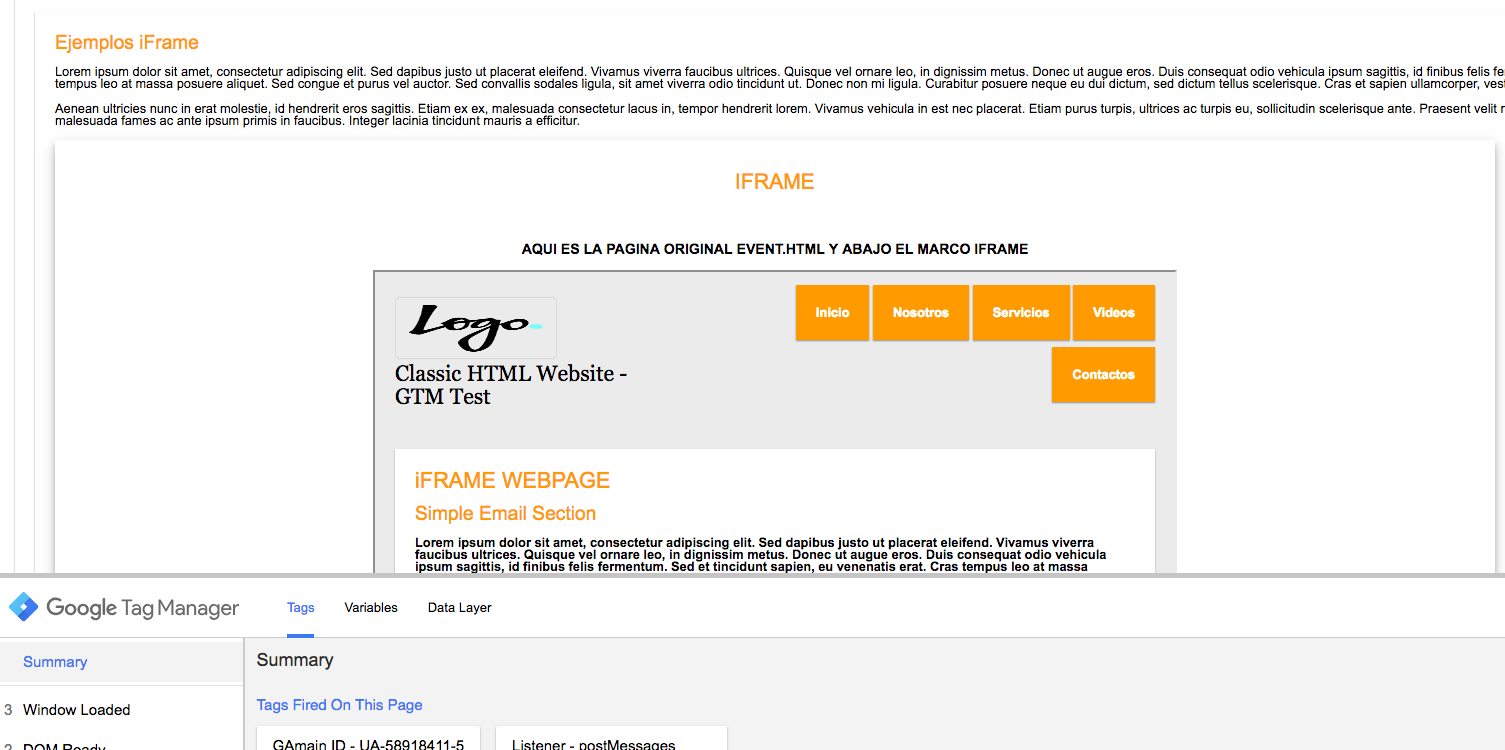 Ejemplos iFrame
Lorem ipsum dolor sit amet, consectetur adipiscing elit. Sed dapibus justo ut placerat eleifend. Vivamus viverra faucibus ultrices. Quisque vel ornare leo, in dignissim metus. Donec ut augue eros. Duis consequat odio vehicula ipsum sagittis, id finibus felis fe
tempus leo at massa posuere aliquet. Sed congue et purus vel auctor. Sed convallis sodales ligula, sit amet viverra odio tincidunt ut. Donec non mi ligula. Curabitur posuere neque eu dui dictum, sed dictum tellus scelerisque. Cras et sapien ullamcorper, vest
Aenean ultricies nunc in erat molestie, id hendrerit eros sagittis. Etiam ex ex, malesuada consectetur lacus in, tempor hendrerit lorem. Vivamus vehicula in est nec placerat. Etiam purus turpis, ultrices ac turpis eu, sollicitudin scelerisque ante. Praesent velit
malesuada fames ac ante ipsum primis in faucibus. Integer lacinia tincidunt mauris a efficitur.
IFRAME
AQUI ES LA PAGINA ORIGINAL EVENT.HTML Y ABAJO EL MARCO IFRAME
Logo
Inicio Nosotros Servicios Videos
Contactos
Classic HTML Website -
GTM Test
iFRAME WEBPAGE
Simple Email Section
Lorem ipsum dolor sit amet, consectetur adipiscing elit. Sed dapibus justo ut placerat eleifend. Vivamus viverra
faucibus ultrices. Quisque vel ornare leo, in dignissim metus. Donec ut augue eros. Duis consequat odio vehicula
ipsum sagittis, id finibus felis fermentum. Sed et tincidunt sapien, eu venenatis erat. Cras tempus leo at massa
Google Tag Manager Tags Variables Data Layer
Summary
Summary
Tags Fired On This Page
3 Window Loaded
2 DOM Ready
GAmain ID - UA-58918411-5 Listener - postMessages